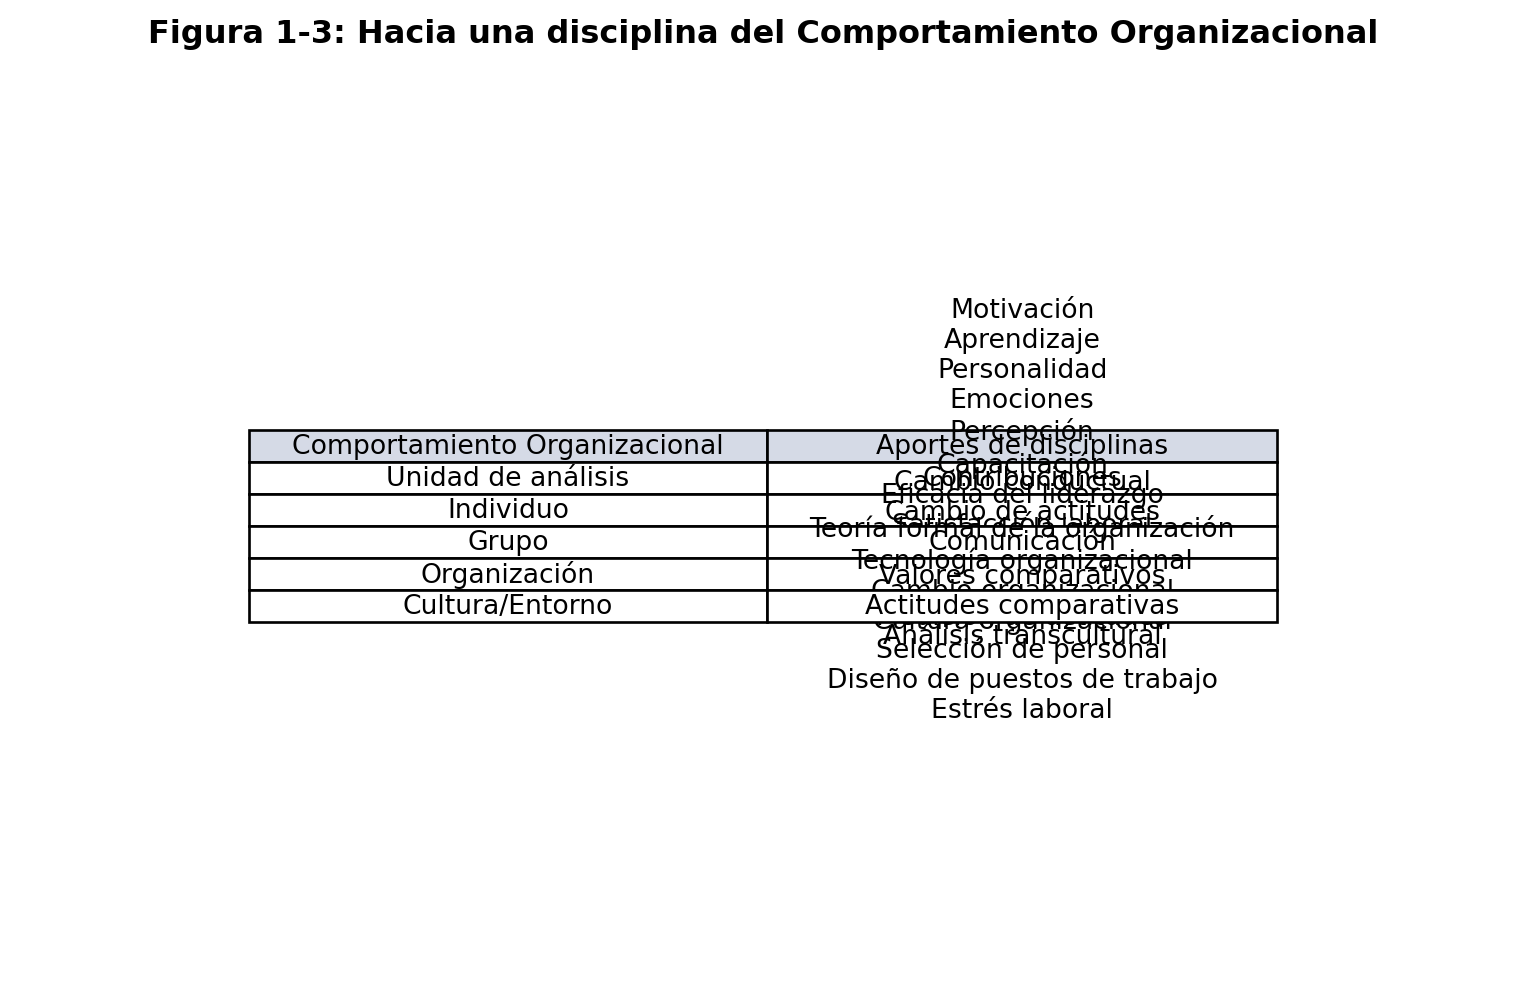 Figura 1-3: Hacia una disciplina del Comportamiento Organizacional
Motivación
Aprendizaje
Personalidad
Emociones
Percepción
Comportamiento Organizacional
Aportes de disciplinas
Capacitación
Unidad de análisis
Contribuciones
Cambio conductual
Eficacia del liderazgo
Individuo
Cambio de actitudes
Satisfacción laboral
Teoría formal de la organización
Grupo
Comunicación
Tecnología organizacional
Organización
Valores comparativos
Cambio organizacional
Cultura/Entorno
Actitudes comparativas
Cultura organizacional
Análisis transcultural
Selección de personal
Diseño de puestos de trabajo
Estrés laboral